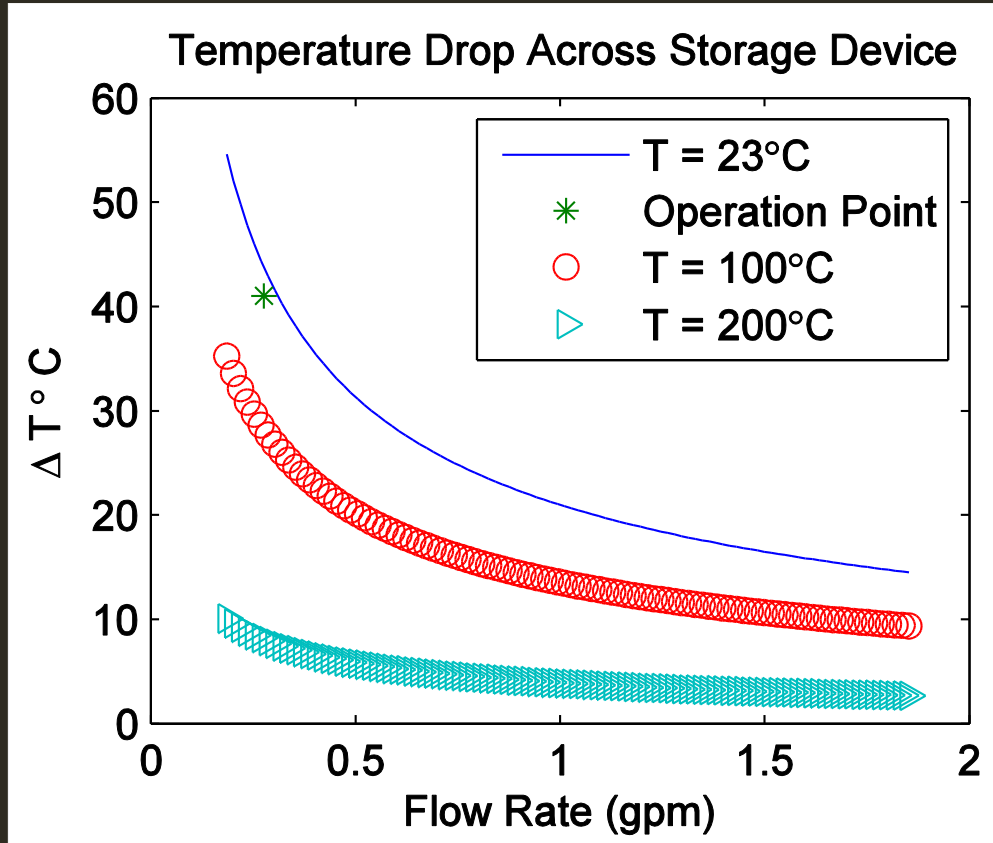 Temperature Drop Across Storage Device
60
50
40
30
20
10
0
Δ T° C
T = 23°C
Operation Point
T = 100°C
T = 200°C
0 0.5 1 1.5 2
Flow Rate (gpm)